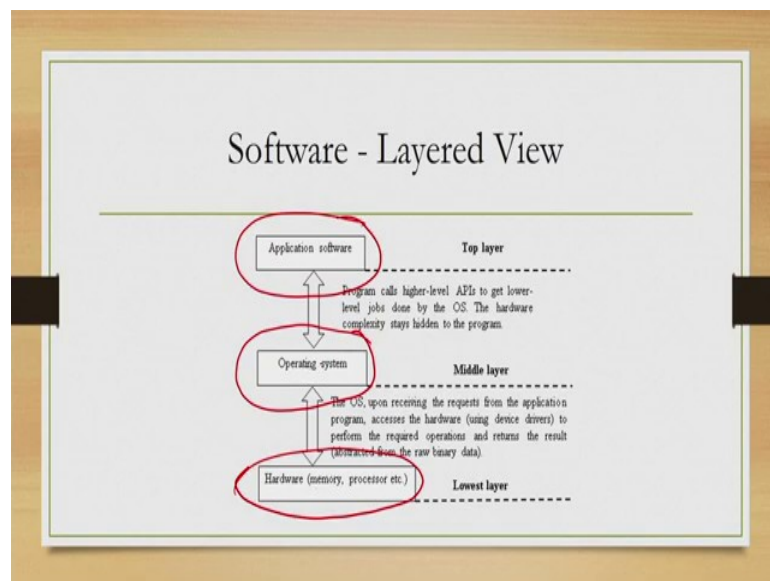 Software - Layered View
Application software
Top layer
Program calls higher-level APIs to get lower-
level jobs done by the OS. The hardware
complexity stays hidden to the program.
Operating system
Middle layer
The OS, upon receiving the requests from the application
program, accesses the hardware (using device drivers) to
perform the required operations and returns the result
(abstracted from the raw binary data).
Hardware (memory, processor etc.)
Lowest layer